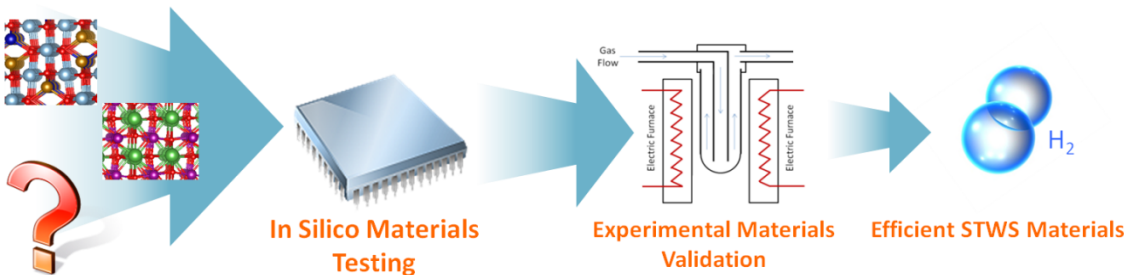 Gas
Flow
Electric Furnace
Electric Furnace
H₂
In Silico Materials
Testing
Experimental Materials
Validation
Efficient STWS Materials